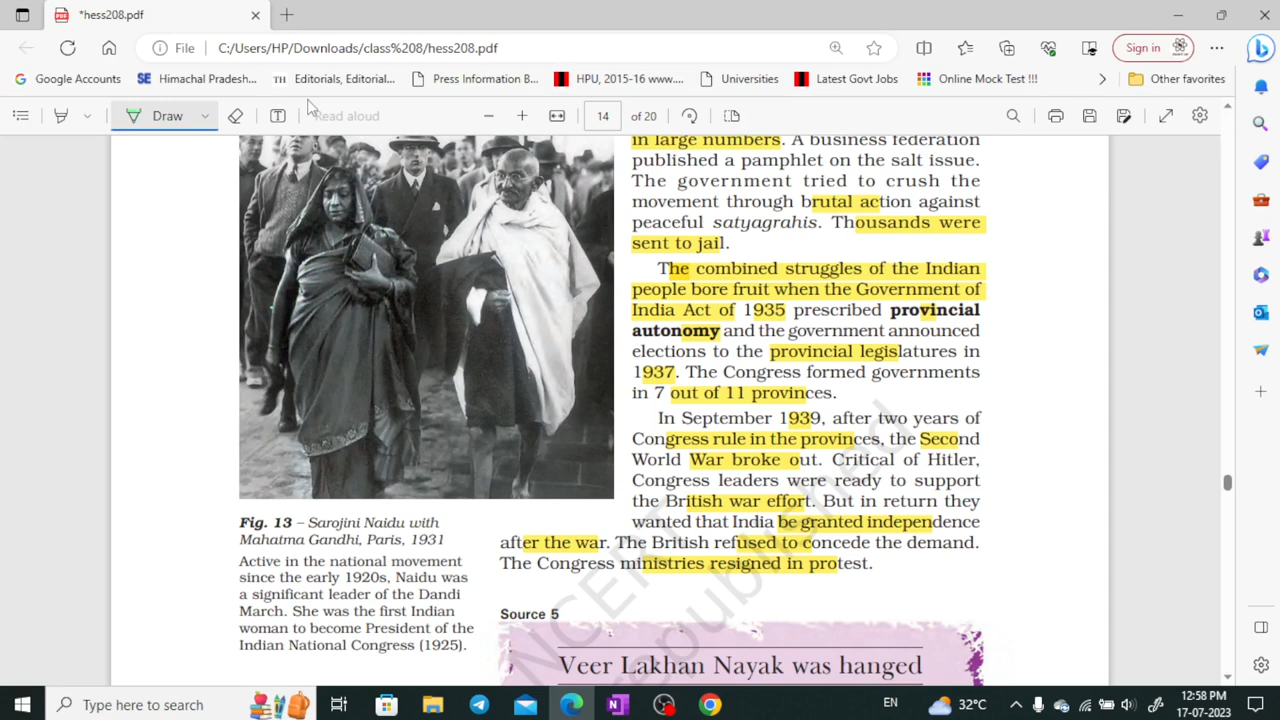 *hess208.pdf
File
C:/Users/HP/Downloads/class%208/hess208.pdf
Sign in
Google Accounts
SE Himachal Pradesh...
TH Editorials, Editorial...
Press Information B...
HPU, 2015-16 www....
Universities
Latest Govt Jobs
Online Mock Test !!!
Other favorites
Draw
Read aloud
14 of 20
in large numbers. A business federation
published a pamphlet on the salt issue.
The government tried to crush the
movement through brutal action against
peaceful satyagrahis. Thousands were
sent to jail.
The combined struggles of the Indian
people bore fruit when the Government of
India Act of 1935 prescribed provincial
autonomy and the government announced
elections to the provincial legislatures in
1937. The Congress formed governments
in 7 out of 11 provinces.
In September 1939, after two years of
Congress rule in the provinces, the Second
World War broke out. Critical of Hitler,
Congress leaders were ready to support
the British war effort. But in return they
wanted that India be granted independence
after the war. The British refused to concede the demand.
The Congress ministries resigned in protest.
Fig. 13 – Sarojini Naidu with
Mahatma Gandhi, Paris, 1931
Active in the national movement
since the early 1920s, Naidu was
a significant leader of the Dandi
March. She was the first Indian
woman to become President of the
Indian National Congress (1925).
Source 5
Veer Lakhan Nayak was hanged
NCERT
republished
Type here to search
EN
32°C
12:58 PM
17-07-2023